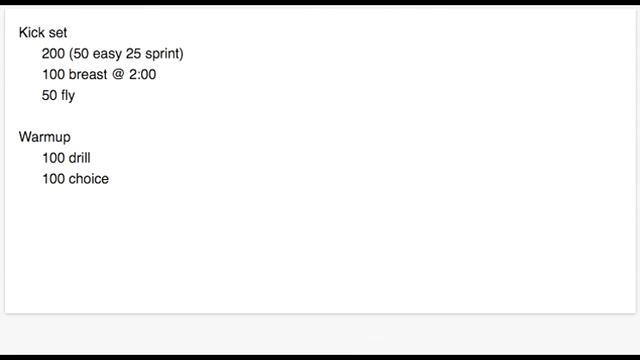 Kick set
200 (50 easy 25 sprint)
100 breast @ 2:00
50 fly
Warmup
100 drill
100 choice